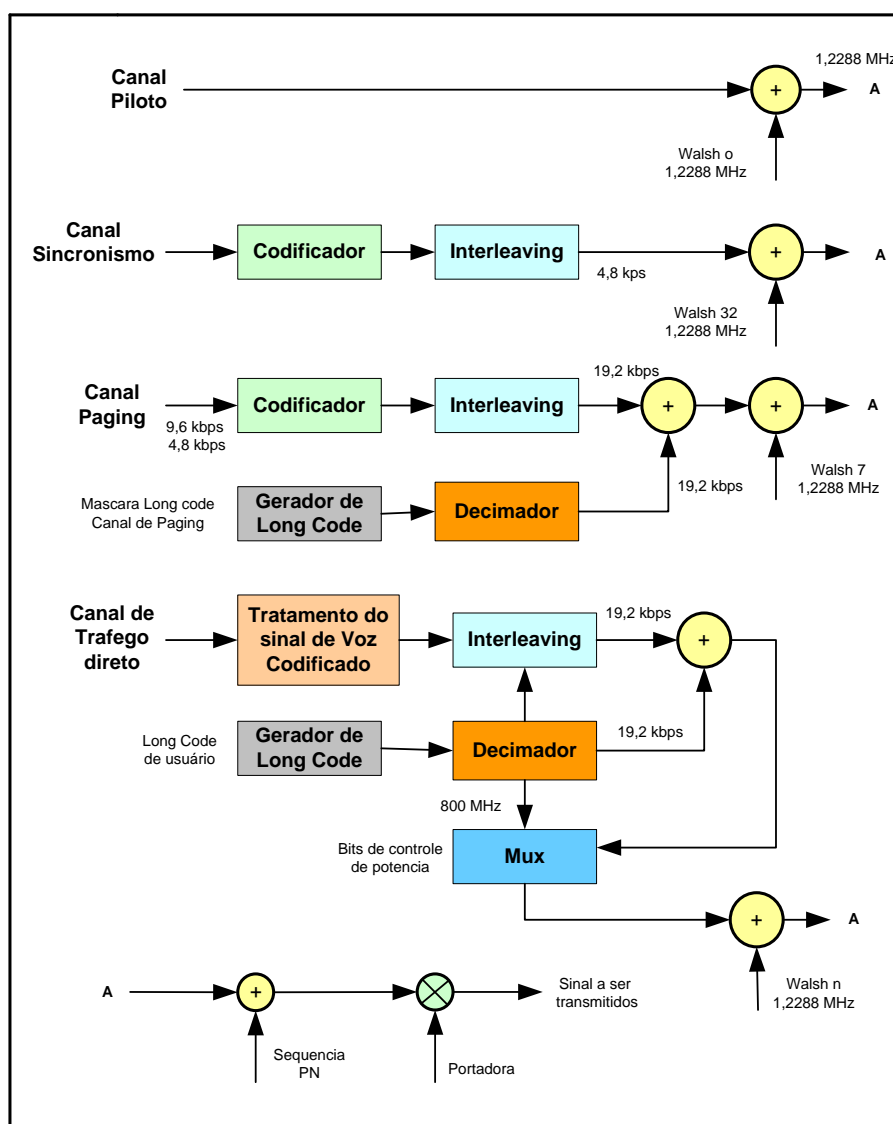 Canal
Piloto
1,2288 MHz
+
A
Walsh o
1,2288 MHz
Canal
Sincronismo
Codificador
Interleaving
4,8 kps
+
A
Walsh 32
1,2288 MHz
Canal
Paging
9,6 kbps
4,8 kbps
Codificador
Interleaving
19,2 kbps
+
+
A
Walsh 7
1,2288 MHz
Mascara Long code
Canal de Paging
Gerador de
Long Code
Decimador
19,2 kbps
Canal de
Trafego
direto
Tratamento do
sinal de Voz
Codificado
Interleaving
19,2 kbps
+
Long Code
de usuário
Gerador de
Long Code
Decimador
19,2 kbps
800 MHz
Bits de controle
de potencia
Mux
+
A
Walsh n
1,2288 MHz
A
+
Sinal a ser
transmitidos
Sequencia
PN
Portadora